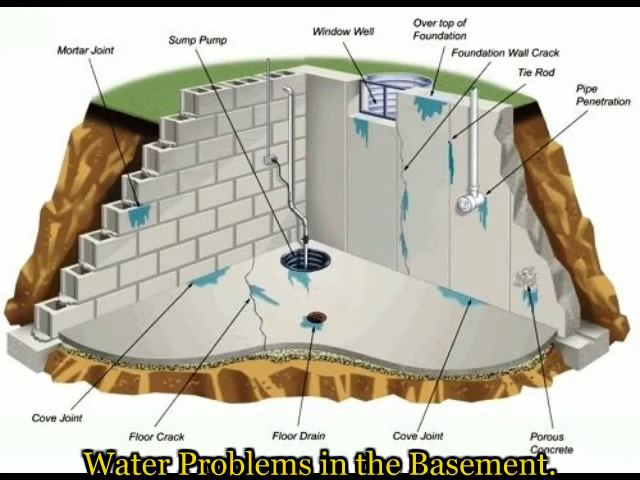 Over top of
Foundation
Window Well
Sump Pump
Mortar Joint
Foundation Wall Crack
Tie Rod
Pipe
Penetration
Cove Joint
Floor Crack
Floor Drain
Cove Joint
Porous
Concrete
Water Problems in the Basement.